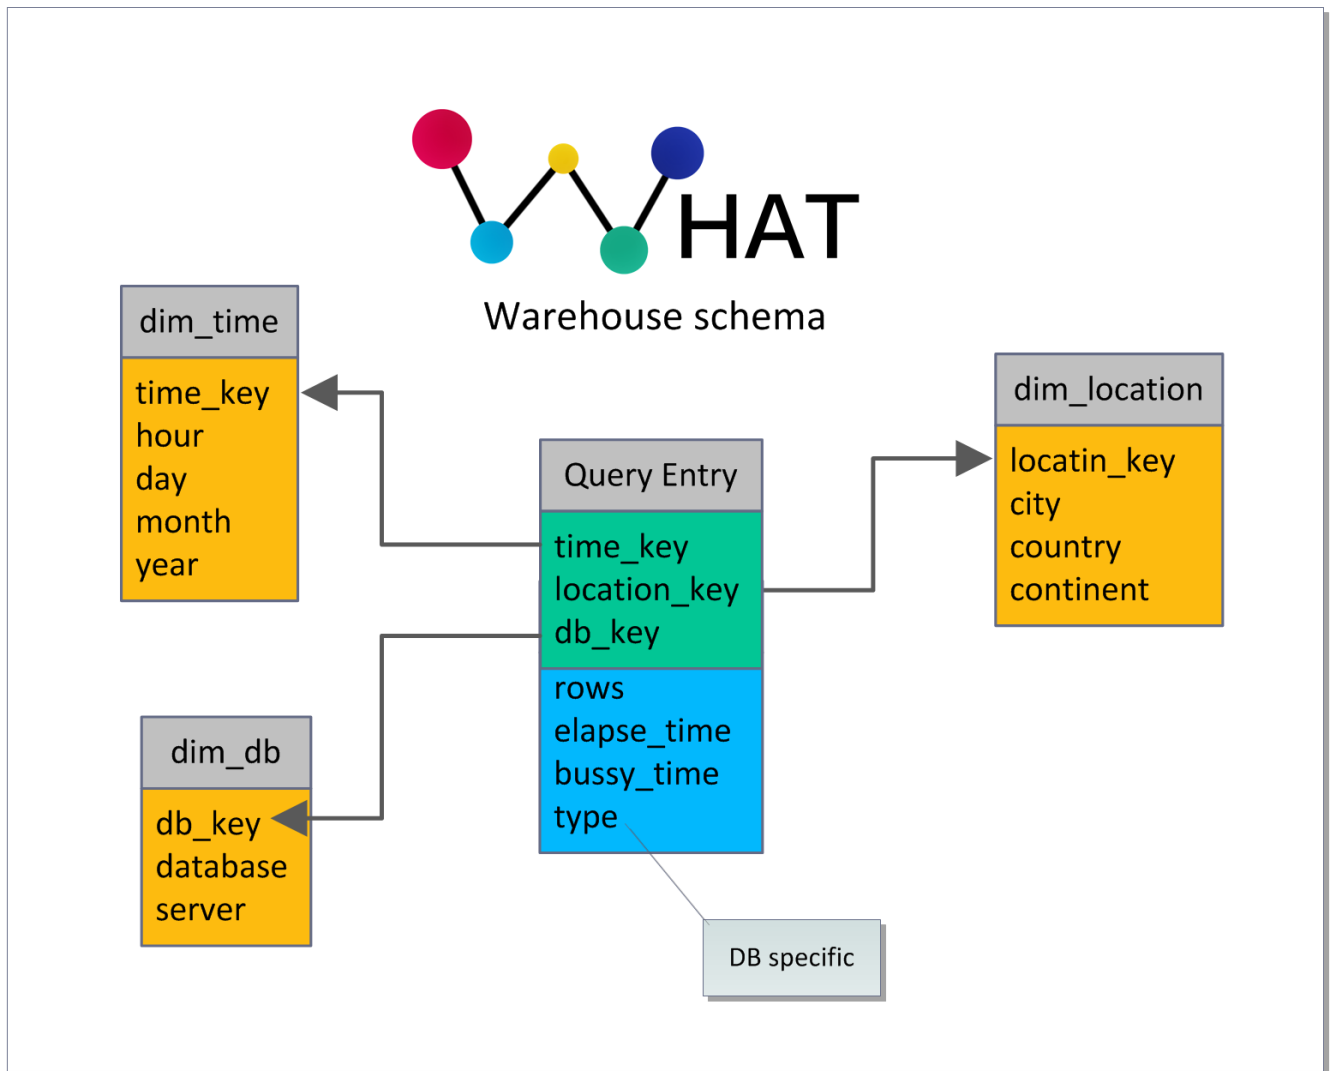 WHAT
Warehouse schema
dim_time
time_key
hour
day
month
year
dim_location
locatin_key
city
country
continent
Query Entry
time_key
location_key
db_key
rows
elapse_time
bussy_time
type
dim_db
db_key
database
server
DB specific